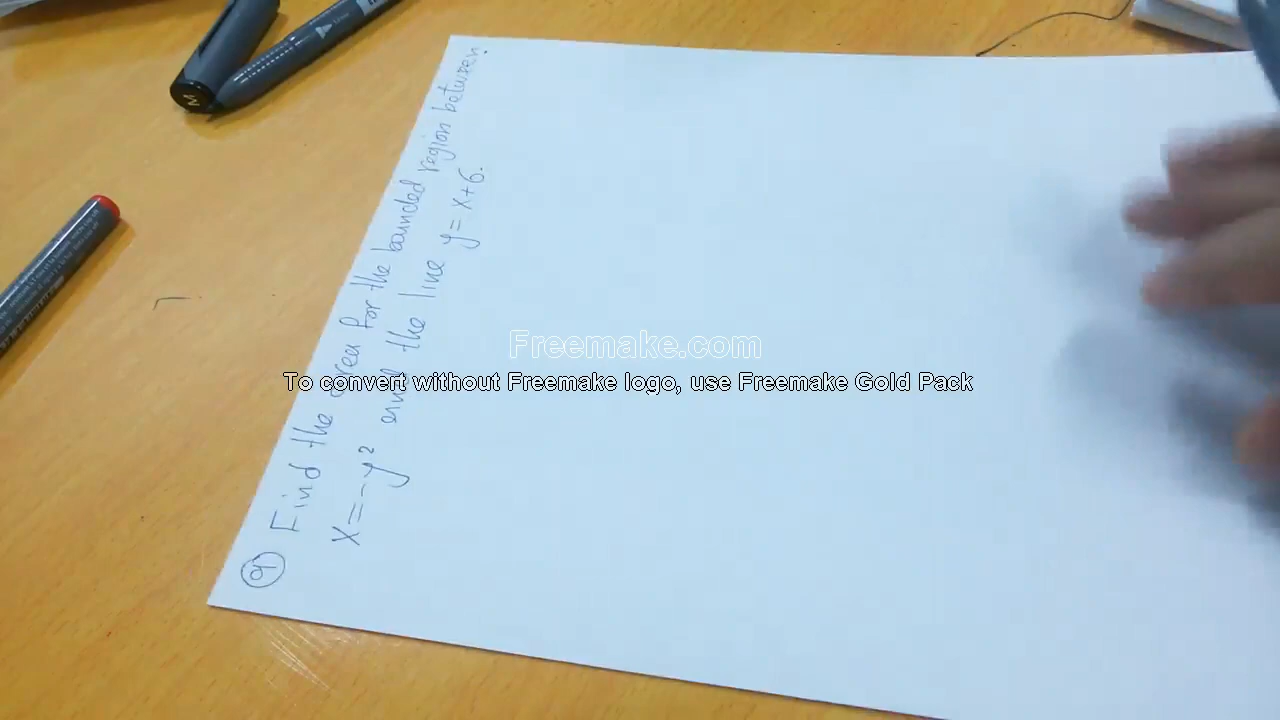 9 Find the area for the bounded region between
x = -y² and the line y = x+6.
Freemake.com
To convert without Freemake logo, use Freemake Gold Pack
M